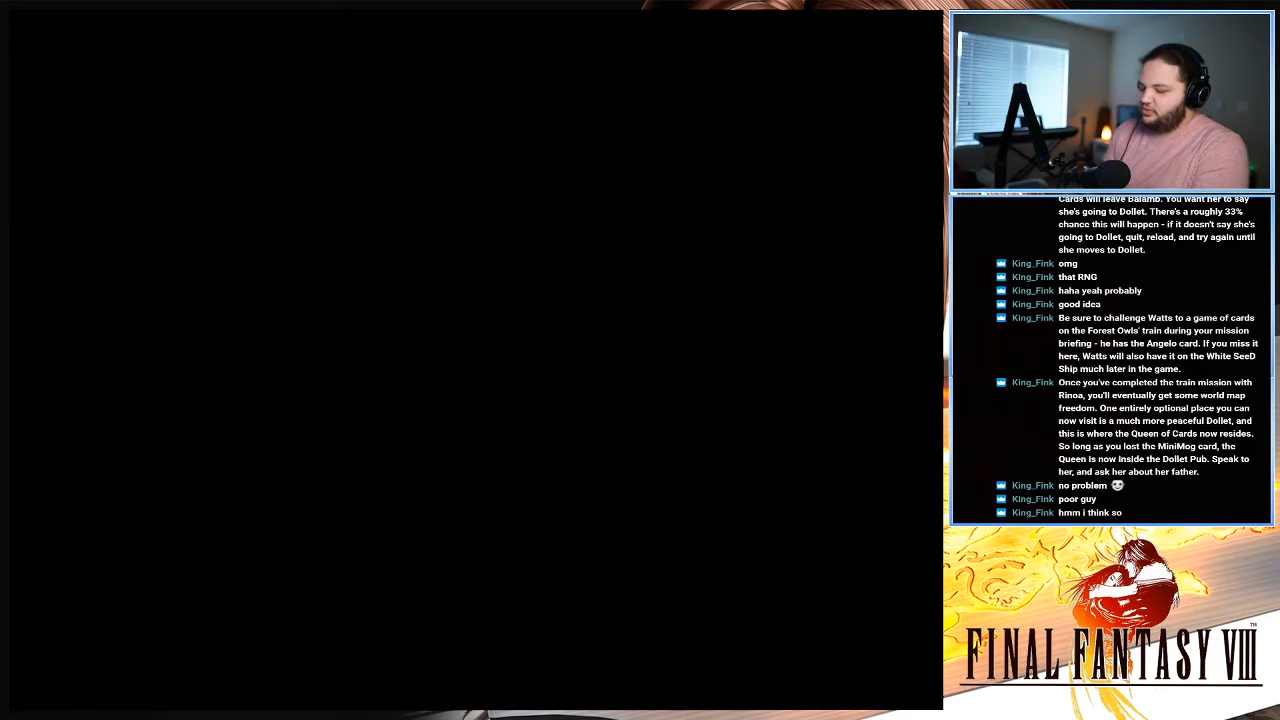 Cards will leave Balamb. You want her to say
she's going to Dollet. There's a roughly 33%
chance this will happen - if it doesn't say she's
going to Dollet, quit, reload, and try again until
she moves to Dollet.
King_Fink omg
King_Fink that RNG
King_Fink haha yeah probably
King_Fink good idea
King_Fink Be sure to challenge Watts to a game of cards
on the Forest Owls' train during your mission
briefing - he has the Angelo card. If you miss it
here, Watts will also have it on the White SeeD
Ship much later in the game.
King_Fink Once you've completed the train mission with
Rinoa, you'll eventually get some world map
freedom. One entirely optional place you can
now visit is a much more peaceful Dollet, and
this is where the Queen of Cards now resides.
So long as you lost the MiniMog card, the
Queen is now inside the Dollet Pub. Speak to
her, and ask her about her father.
King_Fink no problem
King_Fink poor guy
King_Fink hmm i think so
FINAL FANTASY VIII™